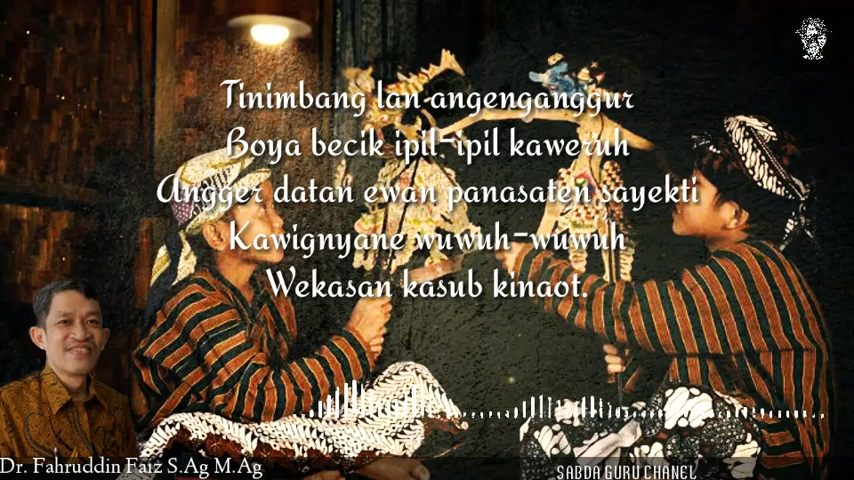 Tinimbang lan angenganggur
Boya becik ipil-ipil kaweruh
Angger datan ewan panasaten sayekti
Kawignyane wuwuh-wuwuh
Wekasan kasub kinaot.
Dr. Fahruddin Faiz S.Ag M.Ag
SABDA GURU CHANEL